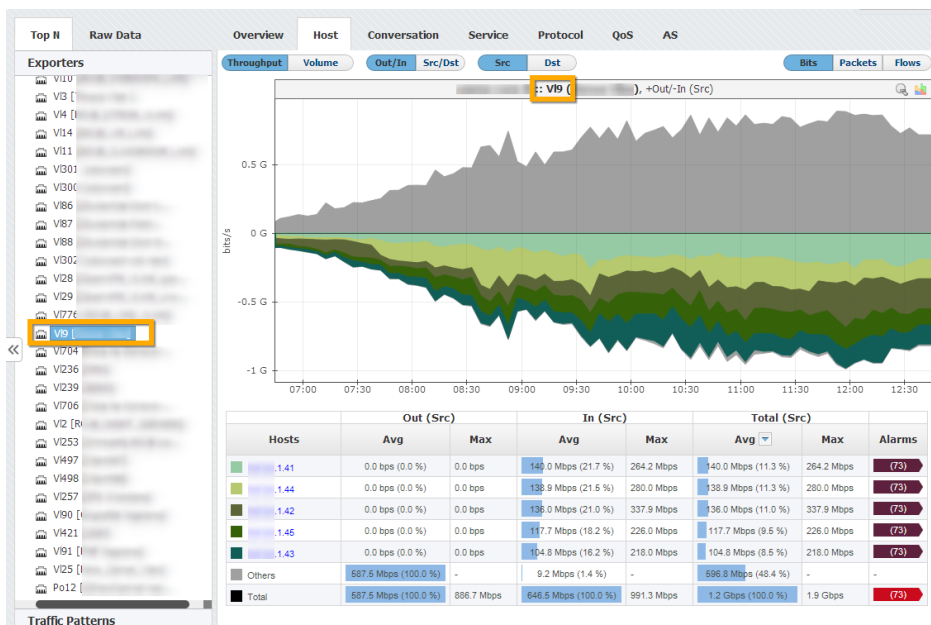 Top N Raw Data Overview Host Conversation Service Protocol QoS AS
Exporters Throughput Volume Out/In Src/Dst Src Dst Bits Packets Flows
:: Vl9 ( ), +Out/-In (Src)
Vl10
Vl3 [
Vl4 [
Vl14
Vl11
Vl301
Vl300
Vl86
Vl87
Vl88
Vl302
Vl28
Vl29
Vl776
Vl9 [
Vl704
Vl236
Vl239
Vl706
Vl2 [R
Vl253
Vl497
Vl498
Vl257
Vl90 [
Vl421
Vl91 [
Vl25 [
Po12 [
Traffic Patterns
bits/s
0.5 G
0 G
-0.5 G
-1 G
07:00 07:30 08:00 08:30 09:00 09:30 10:00 10:30 11:00 11:30 12:00 12:30
Out (Src) In (Src) Total (Src)
Hosts Avg Max Avg Max Avg Max Alarms
.1.41 0.0 bps (0.0 %) 0.0 bps 140.0 Mbps (21.7 %) 264.2 Mbps 140.0 Mbps (11.3 %) 264.2 Mbps (73)
.1.44 0.0 bps (0.0 %) 0.0 bps 138.9 Mbps (21.5 %) 280.0 Mbps 138.9 Mbps (11.3 %) 280.0 Mbps (73)
.1.42 0.0 bps (0.0 %) 0.0 bps 136.0 Mbps (21.0 %) 337.9 Mbps 136.0 Mbps (11.0 %) 337.9 Mbps (73)
.1.45 0.0 bps (0.0 %) 0.0 bps 117.7 Mbps (18.2 %) 226.0 Mbps 117.7 Mbps (9.5 %) 226.0 Mbps (73)
.1.43 0.0 bps (0.0 %) 0.0 bps 104.8 Mbps (16.2 %) 218.0 Mbps 104.8 Mbps (8.5 %) 218.0 Mbps (73)
Others 587.5 Mbps (100.0 %) - 9.2 Mbps (1.4 %) - 596.8 Mbps (48.4 %) - -
Total 587.5 Mbps (100.0 %) 886.7 Mbps 646.5 Mbps (100.0 %) 991.3 Mbps 1.2 Gbps (100.0 %) 1.9 Gbps (73)